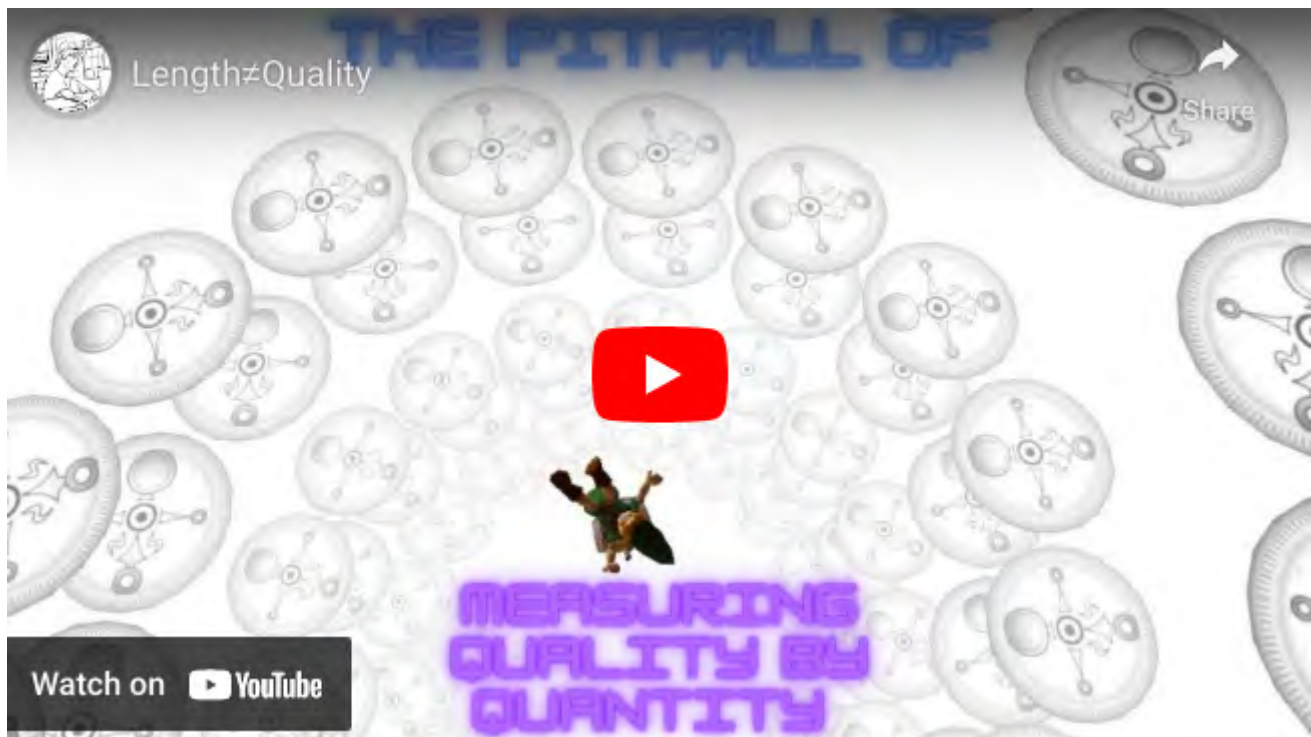 THE PITFALL OF
Length≠Quality
Share
MEASURING
QUALITY BY
QUANTITY
Watch on YouTube